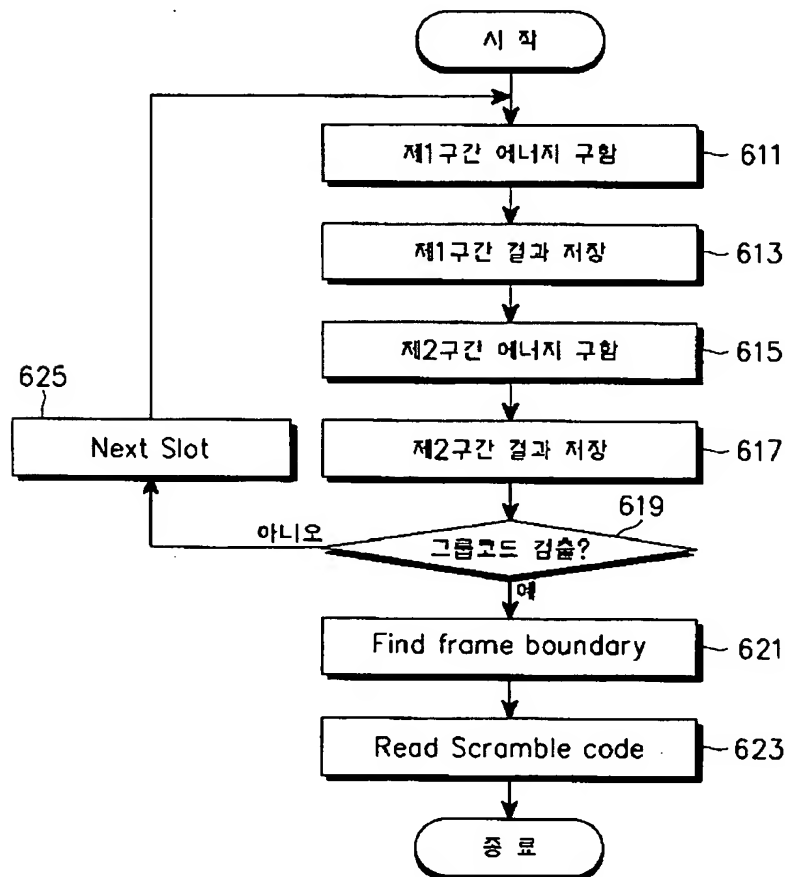 시 작
제1구간 에너지 구함
611
제1구간 결과 저장
613
제2구간 에너지 구함
615
625
Next Slot
제2구간 결과 저장
617
619
아니오
그룹코드 검출?
예
Find frame boundary
621
Read Scramble code
623
종 료